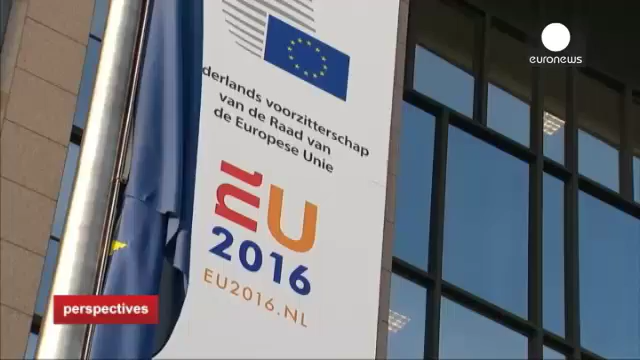 euronews
derlands voorzitterschap
van de Raad van
de Europese Unie
EU
2016
EU2016.NL
perspectives